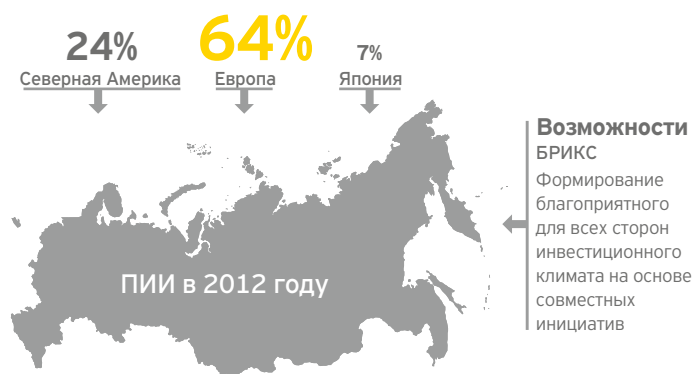 24%
Северная Америка
64%
Европа
7%
Япония
Возможности
БРИКС
Формирование
благоприятного
для всех сторон
инвестиционного
климата на основе
совместных
инициатив
ПИИ в 2012 году